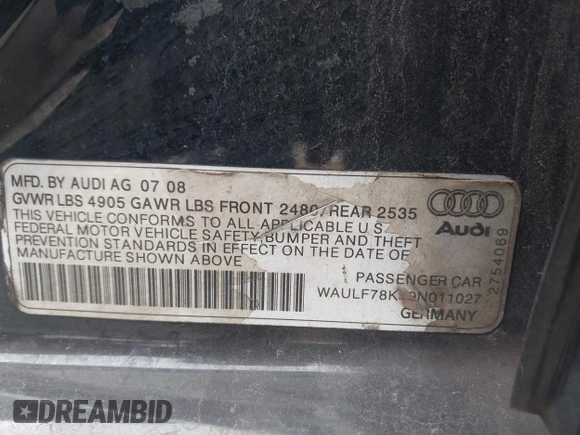 MFD. BY AUDI AG 07 08
GVWR LBS 4905 GAWR LBS FRONT 2480/REAR 2535
THIS VEHICLE CONFORMS TO ALL APPLICABLE U S
FEDERAL MOTOR VEHICLE SAFETY,BUMPER AND THEFT
PREVENTION STANDARDS IN EFFECT ON THE DATE OF
MANUFACTURE SHOWN ABOVE
Audi
2754069
PASSENGER CAR
GERMANY
DREAMBID